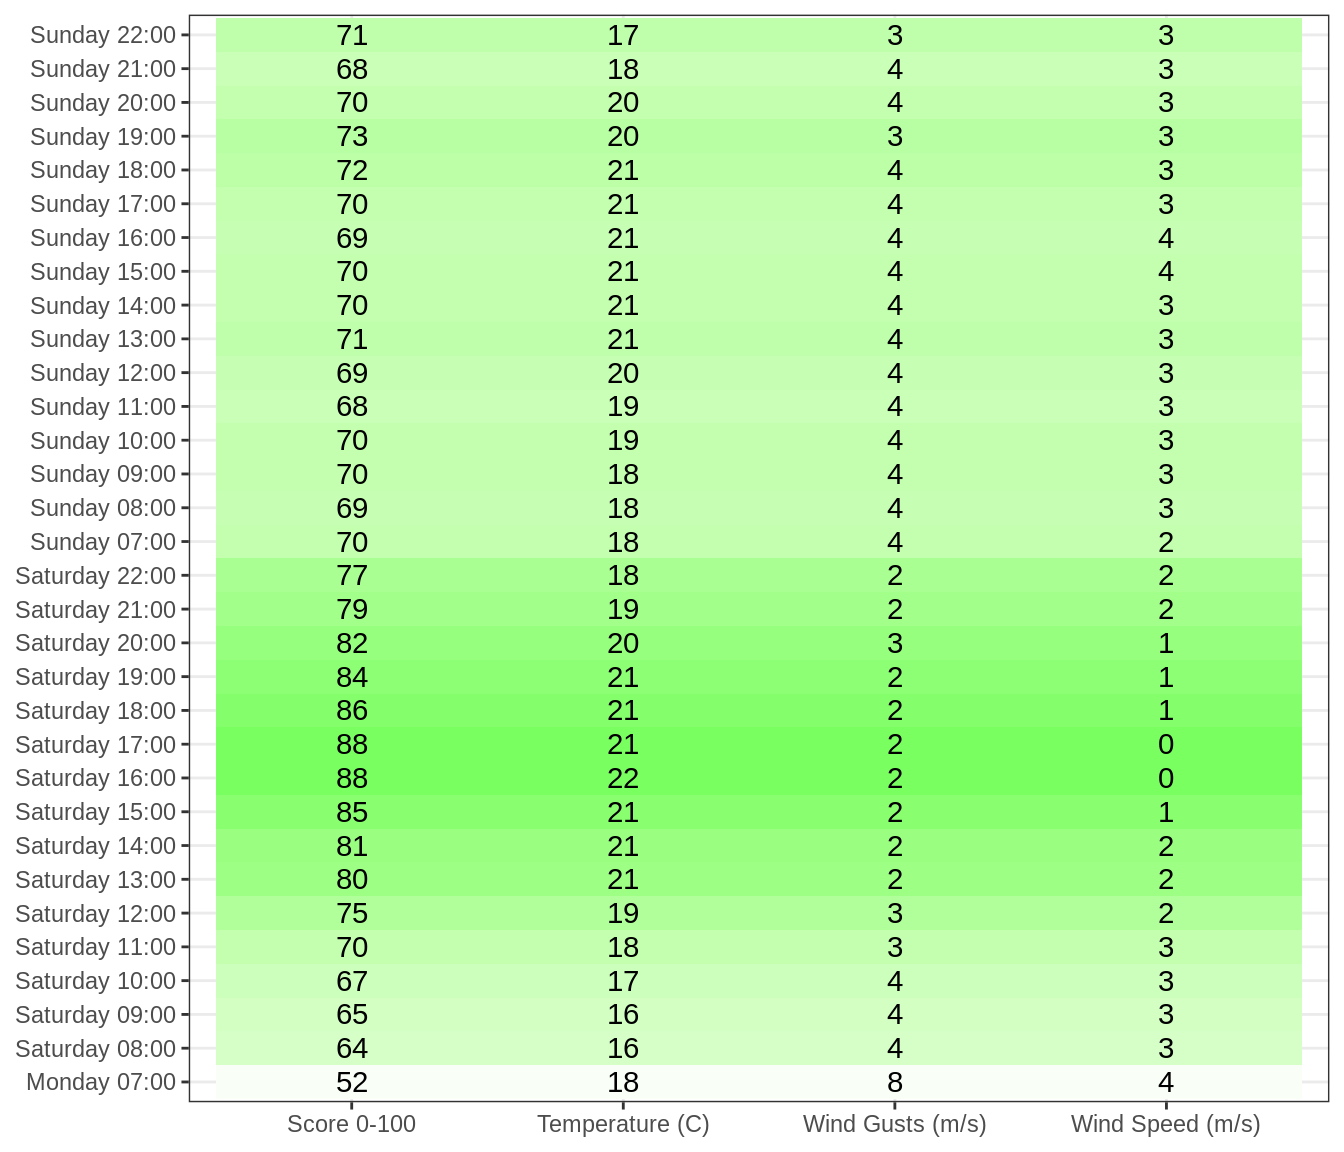 Sunday 22:00 71 17 3 3
Sunday 21:00 68 18 4 3
Sunday 20:00 70 20 4 3
Sunday 19:00 73 20 3 3
Sunday 18:00 72 21 4 3
Sunday 17:00 70 21 4 3
Sunday 16:00 69 21 4 4
Sunday 15:00 70 21 4 4
Sunday 14:00 70 21 4 3
Sunday 13:00 71 21 4 3
Sunday 12:00 69 20 4 3
Sunday 11:00 68 19 4 3
Sunday 10:00 70 19 4 3
Sunday 09:00 70 18 4 3
Sunday 08:00 69 18 4 3
Sunday 07:00 70 18 4 2
Saturday 22:00 77 18 2 2
Saturday 21:00 79 19 2 2
Saturday 20:00 82 20 3 1
Saturday 19:00 84 21 2 1
Saturday 18:00 86 21 2 1
Saturday 17:00 88 21 2 0
Saturday 16:00 88 22 2 0
Saturday 15:00 85 21 2 1
Saturday 14:00 81 21 2 2
Saturday 13:00 80 21 2 2
Saturday 12:00 75 19 3 2
Saturday 11:00 70 18 3 3
Saturday 10:00 67 17 4 3
Saturday 09:00 65 16 4 3
Saturday 08:00 64 16 4 3
Monday 07:00 52 18 8 4
Score 0-100 Temperature (C) Wind Gusts (m/s) Wind Speed (m/s)